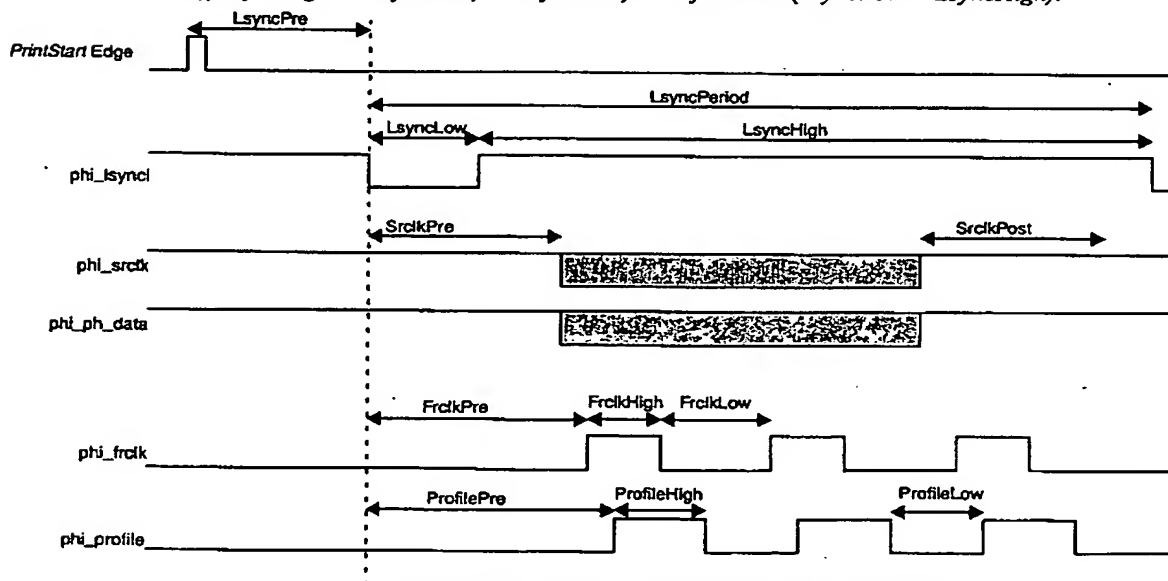 LsyncPre
PrintStart Edge
LsyncPeriod
LsyncLow LsyncHigh
phi_lsyncl
SrclkPre SrclkPost
phi_srclk
phi_ph_data
FrclkPre FrclkHigh FrclkLow
phi_frclk
ProfilePre ProfileHigh ProfileLow
phi_profile